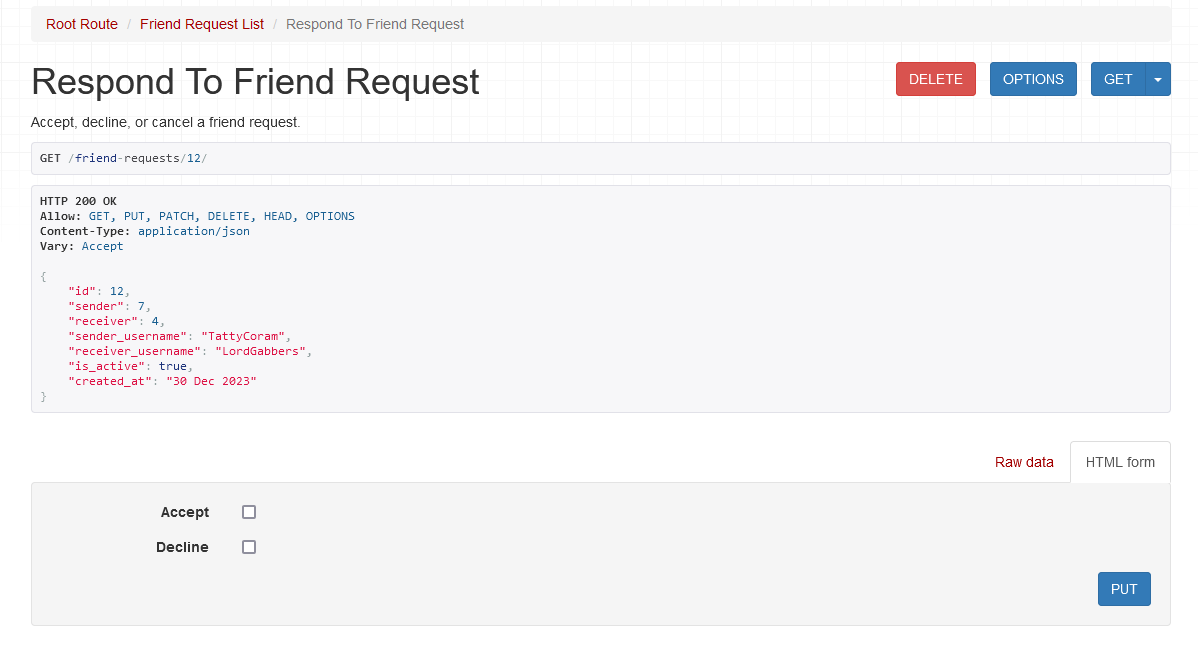 Root Route / Friend Request List / Respond To Friend Request
Respond To Friend Request
DELETE OPTIONS GET
Accept, decline, or cancel a friend request.
GET /friend-requests/12/
HTTP 200 OK
Allow: GET, PUT, PATCH, DELETE, HEAD, OPTIONS
Content-Type: application/json
Vary: Accept
{
    "id": 12,
    "sender": 7,
    "receiver": 4,
    "sender_username": "TattyCoram",
    "receiver_username": "LordGabbers",
    "is_active": true,
    "created_at": "30 Dec 2023"
}
Raw data HTML form
Accept
Decline
PUT